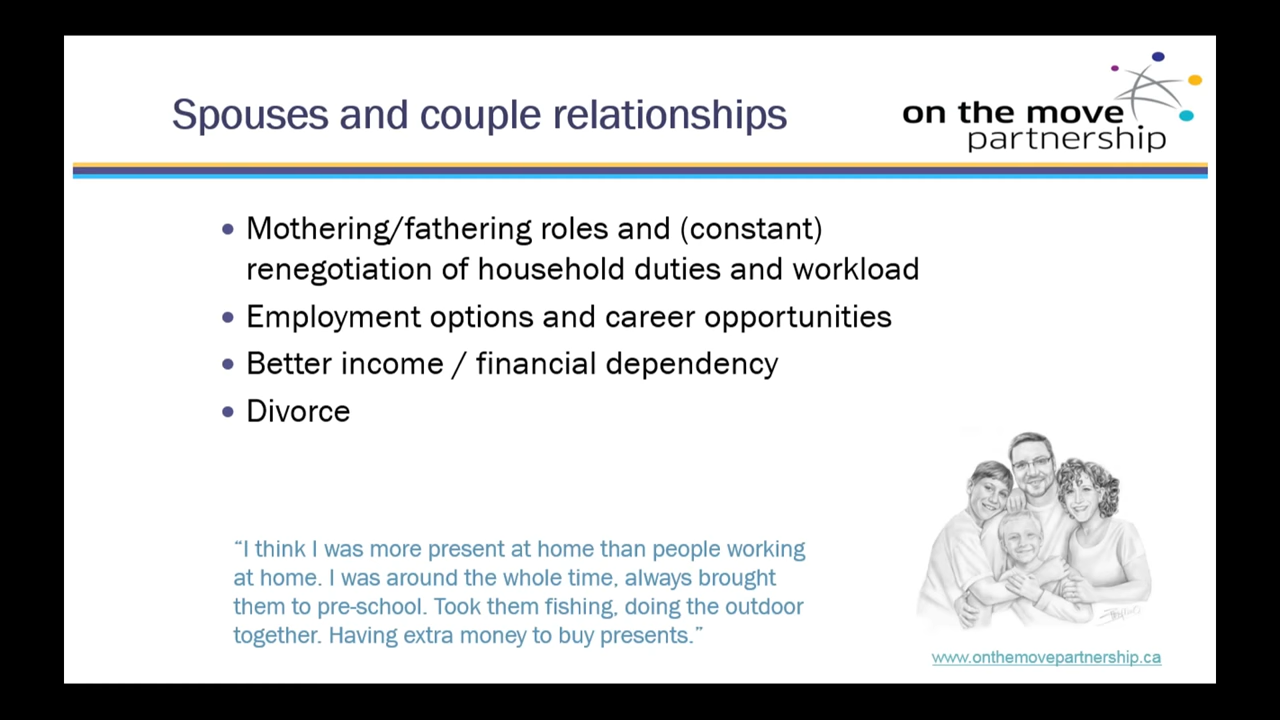 Spouses and couple relationships
on the move
partnership
• Mothering/fathering roles and (constant)
renegotiation of household duties and workload
• Employment options and career opportunities
• Better income / financial dependency
• Divorce
“I think I was more present at home than people working
at home. I was around the whole time, always brought
them to pre-school. Took them fishing, doing the outdoor
together. Having extra money to buy presents.”
www.onthemovepartnership.ca